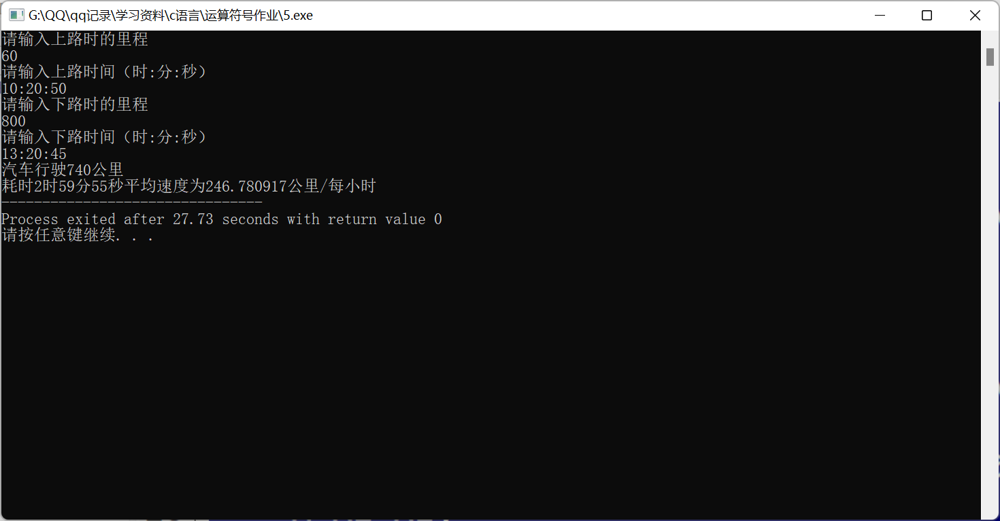 G:\QQ\qq记录\学习资料\c语言\运算符号作业\5.exe
请输入上路时的里程
60
请输入上路时间（时:分:秒）
10:20:50
请输入下路时的里程
800
请输入下路时间（时:分:秒）
13:20:45
汽车行驶740公里
耗时2时59分55秒平均速度为246.780917公里/每小时
--------------------------------
Process exited after 27.73 seconds with return value 0
请按任意键继续. . .